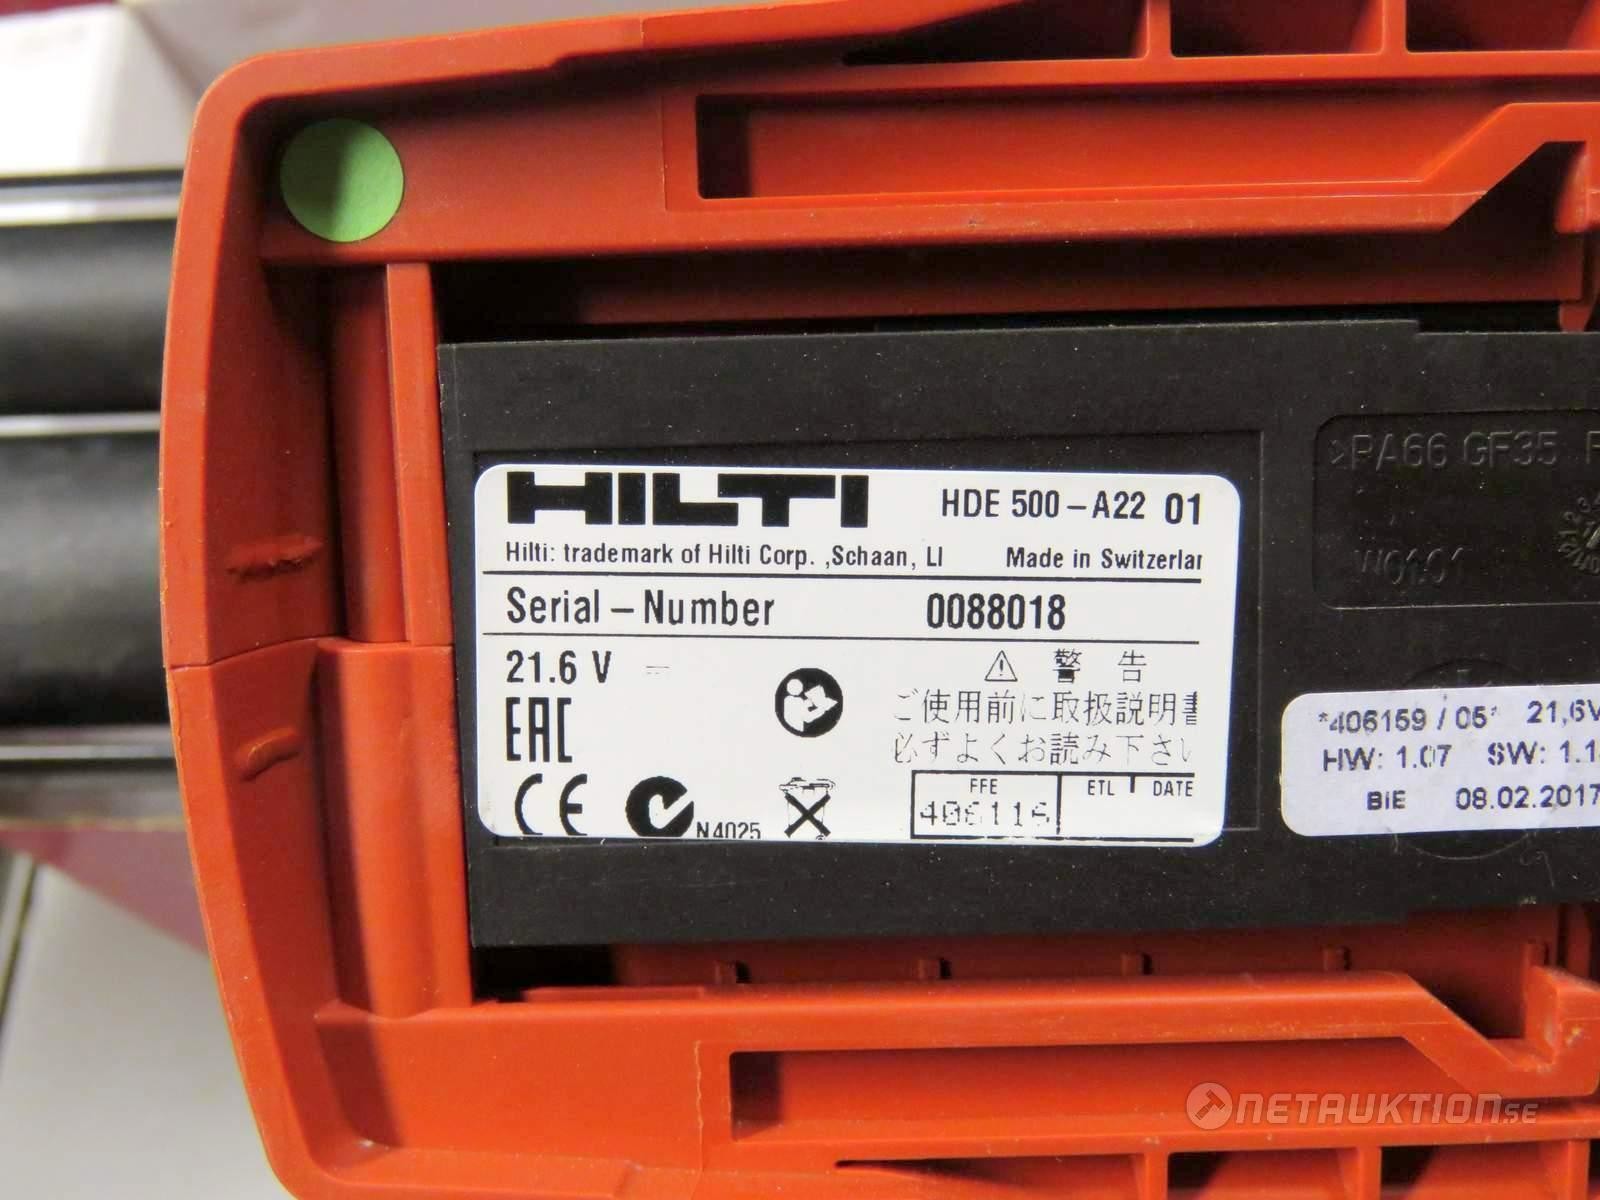 HILTI HDE 500-A22 01
Hilti: trademark of Hilti Corp. ,Schaan, LI Made in Switzerlan
Serial-Number 0088018
21.6 V
警 告
ご使用前に取扱説明書
必ずよくお読み下さい
EAC
CE N4025
FFE ETL DATE
406116
>PA66 GF35
W01.01
*406159 / 05* 21,6V
HW: 1.07 SW: 1.1
BIE 08.02.2017
NETAUKTION.SE